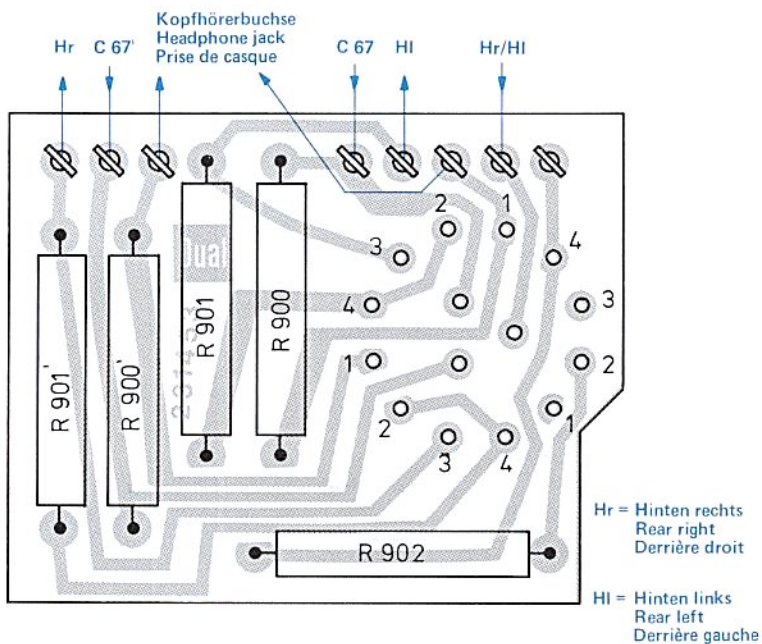 Kopfhörerbuchse
Headphone jack
Prise de casque
Hr
C 67'
C 67
Hl
Hr/Hl
2
1
3
4
4
3
1
2
2
1
3
4
Dual
R 901
R 900
R 901'
R 900'
R 902
Hr = Hinten rechts
Rear right
Derrière droit
Hl = Hinten links
Rear left
Derrière gauche